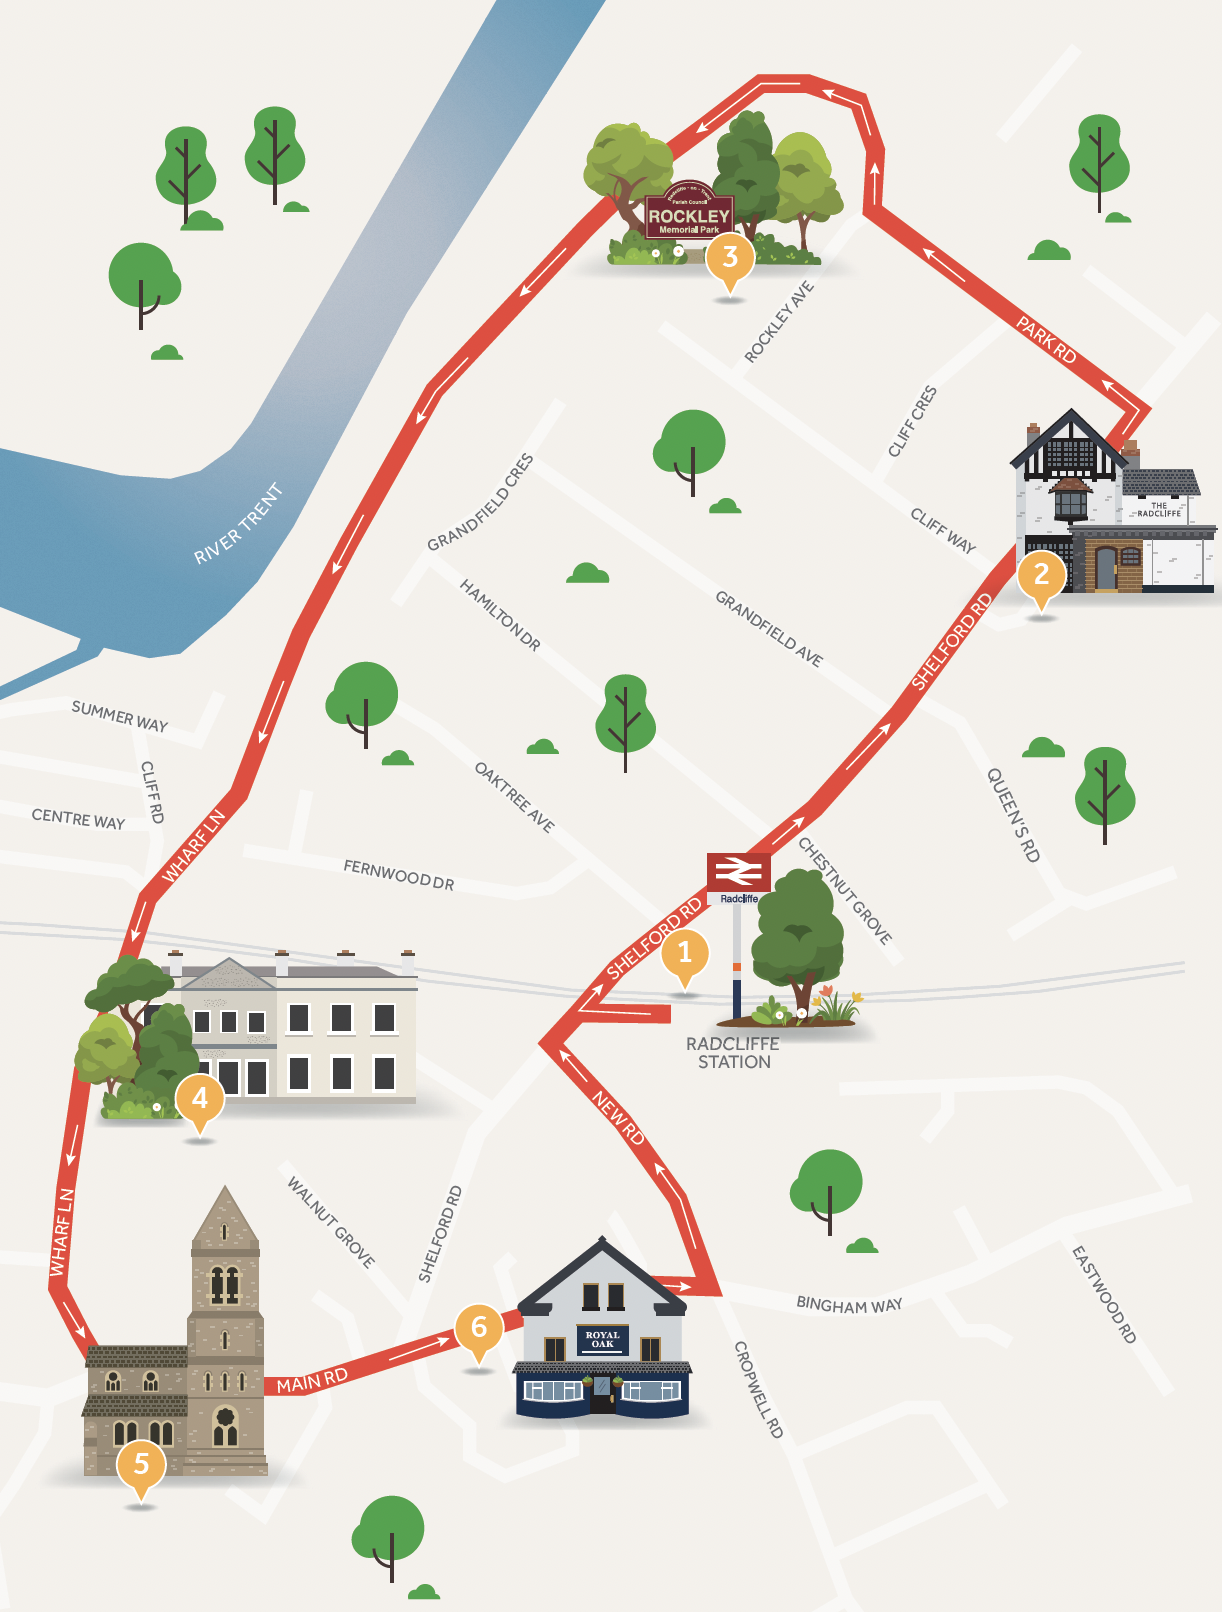 Radcliffe - on - Trent
Parish Council
ROCKLEY
Memorial Park
3
ROCKLEY AVE
PARK RD
CLIFF CRES
GRANDFIELD CRES
RIVER TRENT
CLIFF WAY
THE
RADCLIFFE
2
HAMILTON DR
GRANDFIELD AVE
SHELFORD RD
SUMMER WAY
CLIFF RD
CENTRE WAY
OAKTREE AVE
QUEEN'S RD
WHARF LN
FERNWOOD DR
CHESTNUT GROVE
Radcliffe
SHELFORD RD
1
RADCLIFFE
STATION
4
NEW RD
WHARF LN
WALNUT GROVE
SHELFORD RD
BINGHAM WAY
EASTWOOD RD
6
ROYAL
OAK
MAIN RD
CROPWELL RD
5